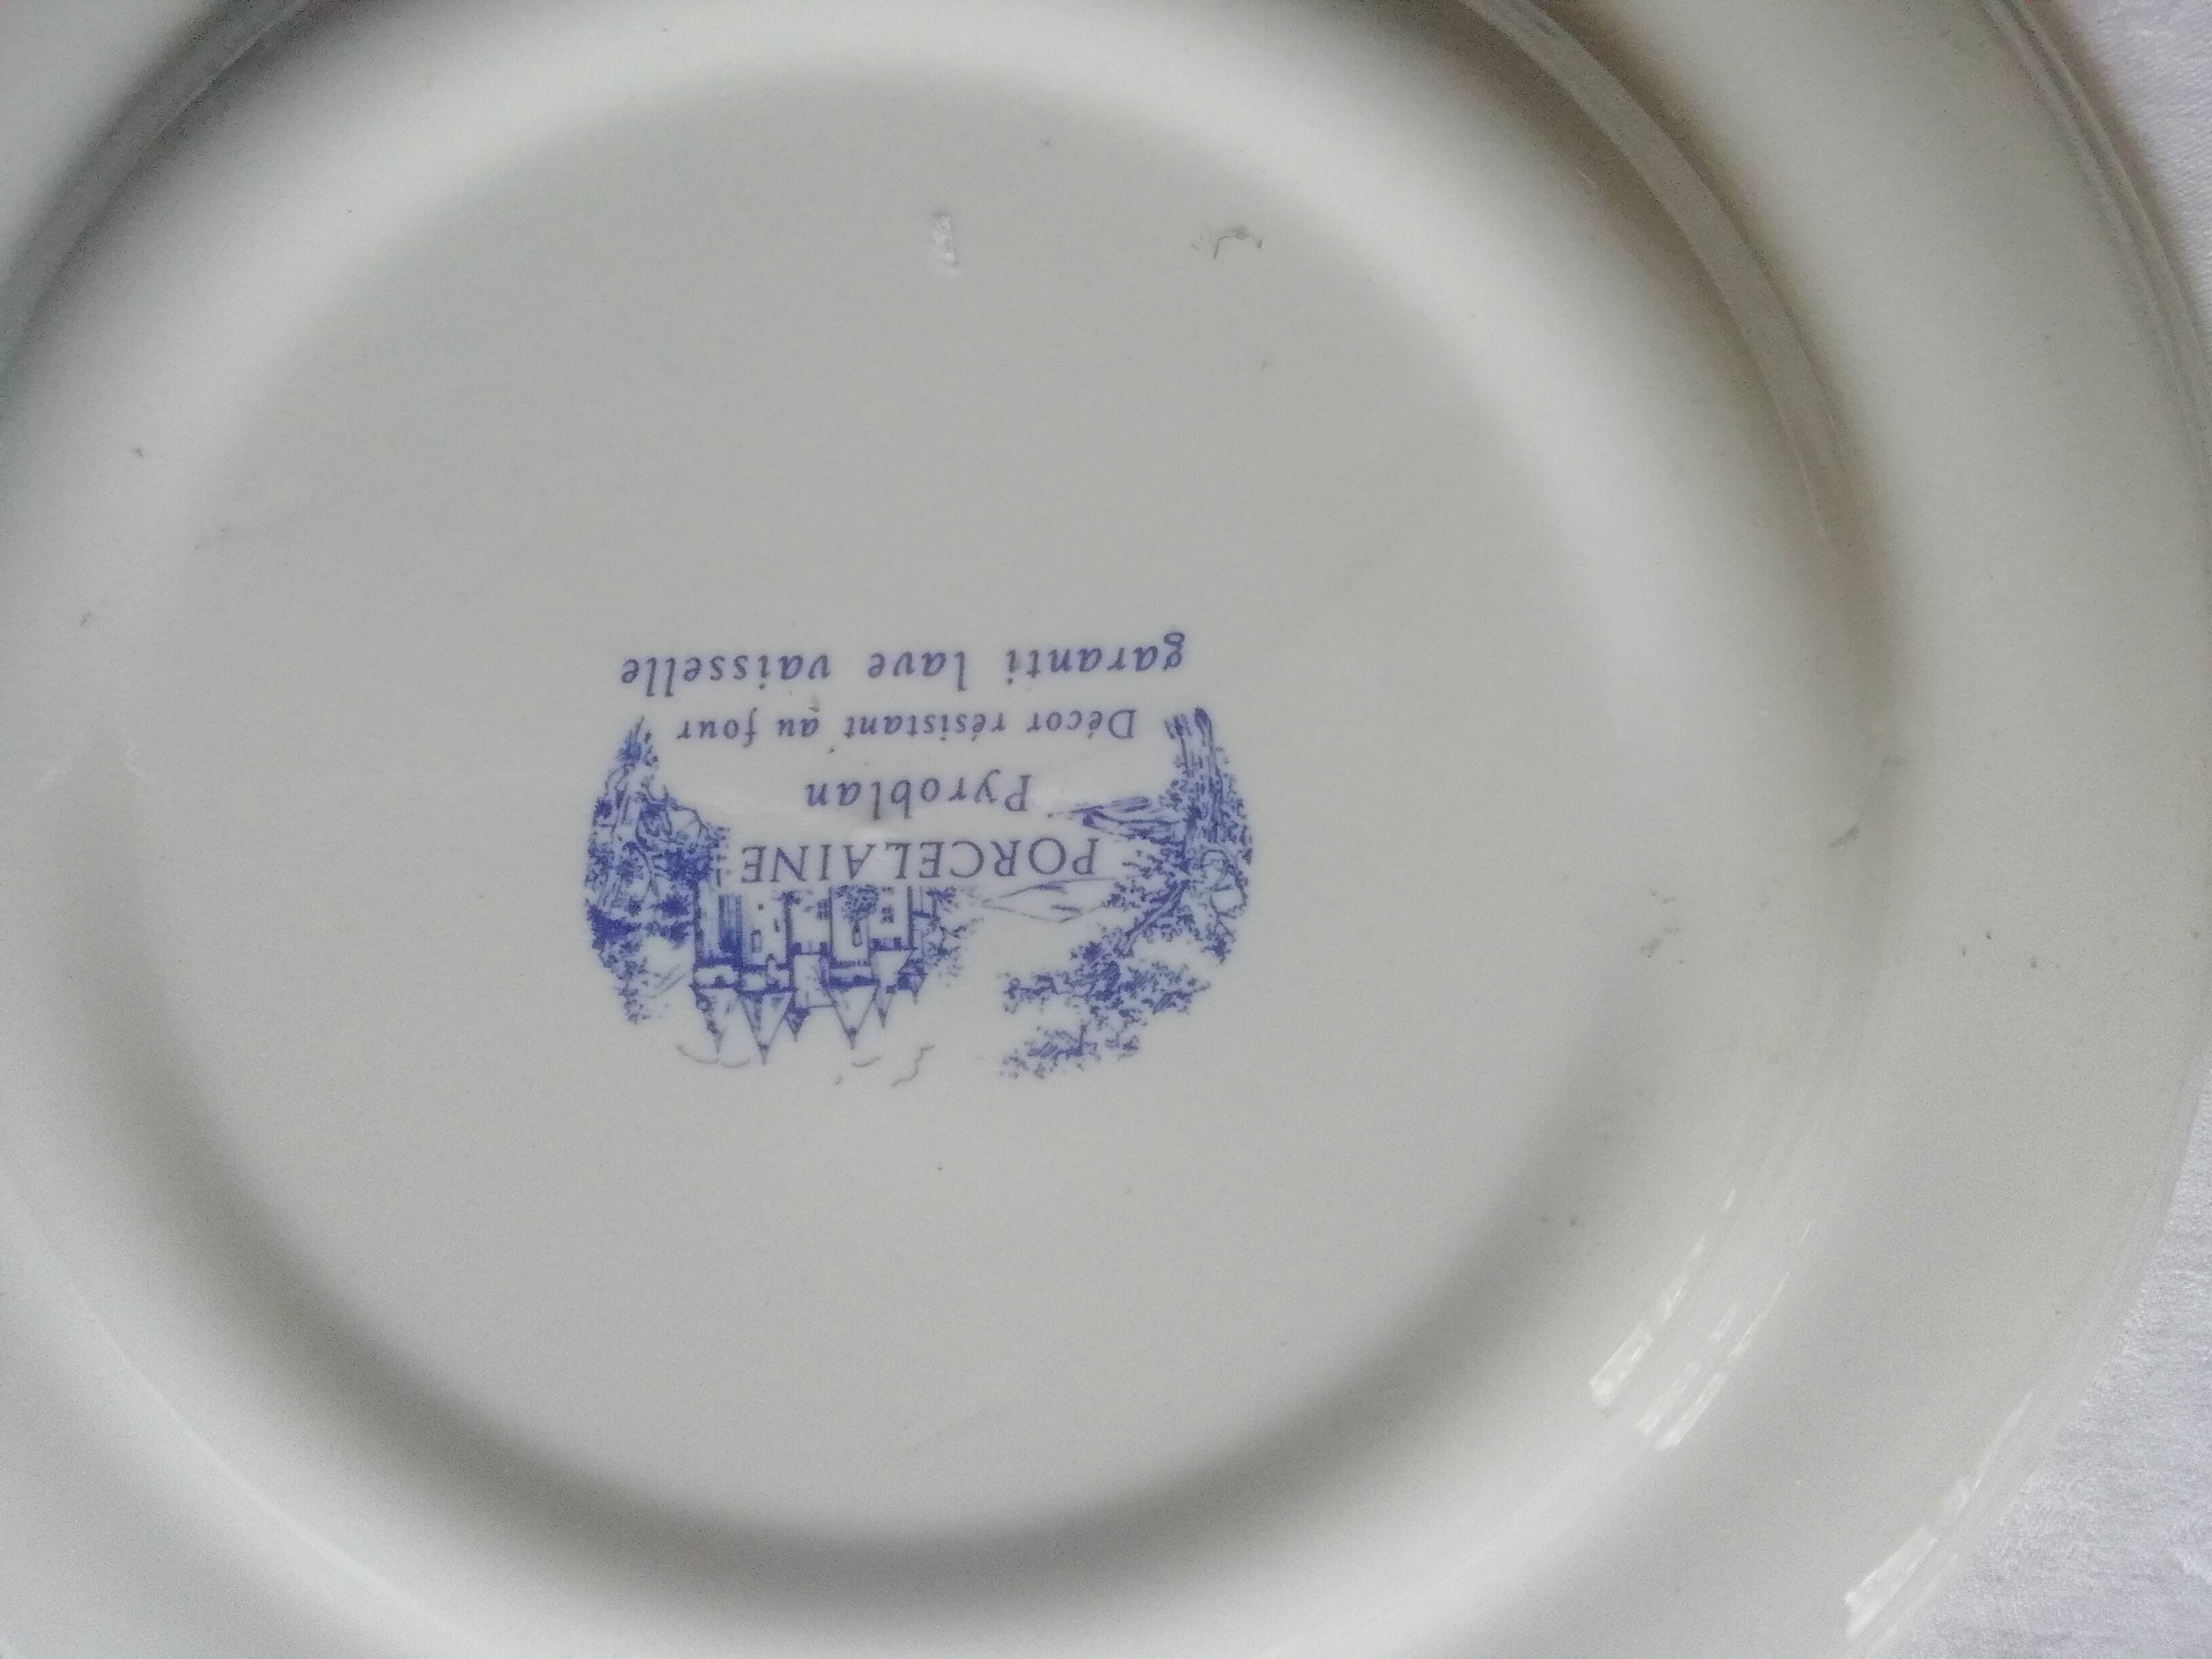 PORCELAINE
Pyroblan
Décor résistant au four
garanti lave vaisselle